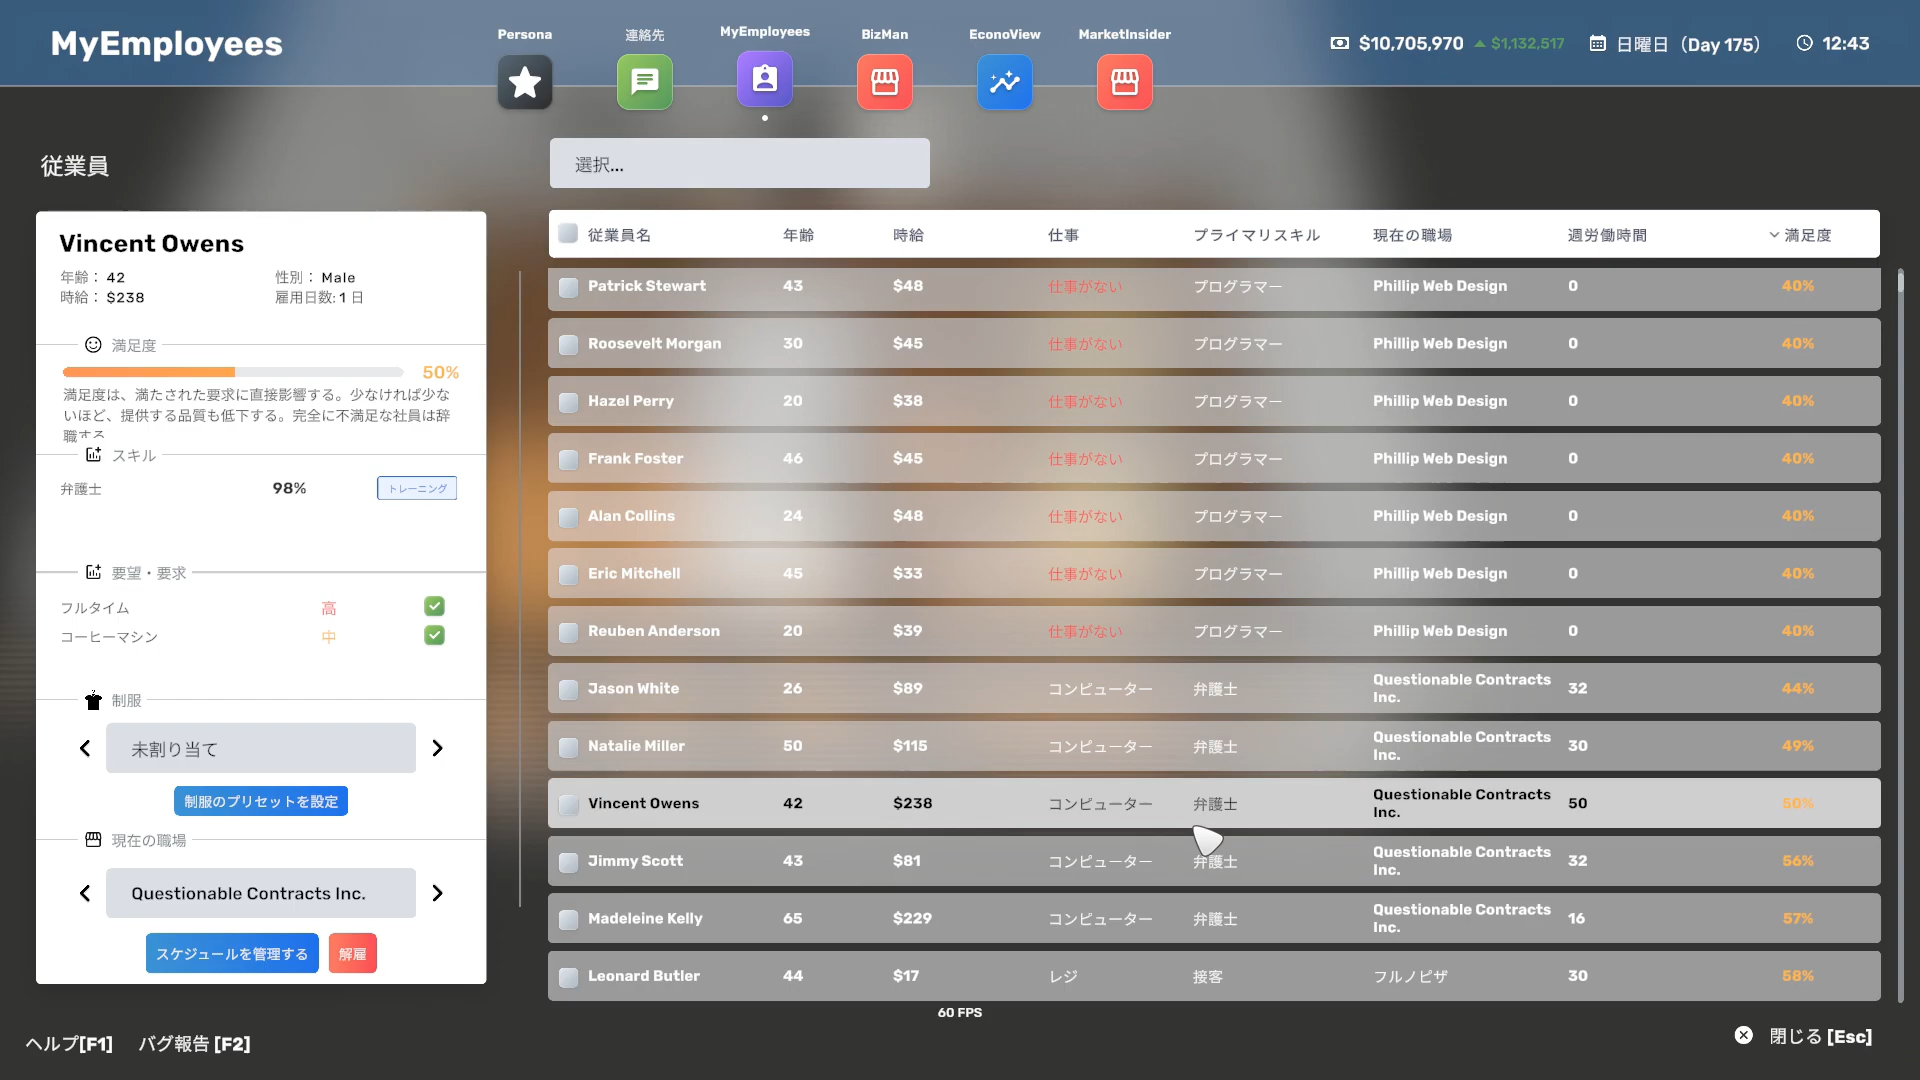 MyEmployees
Persona
連絡先
MyEmployees
BizMan
EconoView
MarketInsider
$10,705,970 $1,132,517 日曜日 (Day 175) 12:43
従業員
選択...
Vincent Owens
年齢: 42 性別: Male
時給: $238 雇用日数: 1 日
満足度
50%
満足度は、満たされた要求に直接影響する。少なければ少な
いほど、提供する品質も低下する。完全に不満足な社員は辞
職する
スキル
弁護士 98% トレーニング
要望・要求
フルタイム 高
コーヒーマシン 中
制服
未割り当て
制服のプリセットを設定
現在の職場
Questionable Contracts Inc.
スケジュールを管理する 解雇
従業員名 年齢 時給 仕事 プライマリスキル 現在の職場 週労働時間 満足度
Patrick Stewart 43 $48 仕事がない プログラマー Phillip Web Design 0 40%
Roosevelt Morgan 30 $45 仕事がない プログラマー Phillip Web Design 0 40%
Hazel Perry 20 $38 仕事がない プログラマー Phillip Web Design 0 40%
Frank Foster 46 $45 仕事がない プログラマー Phillip Web Design 0 40%
Alan Collins 24 $48 仕事がない プログラマー Phillip Web Design 0 40%
Eric Mitchell 45 $33 仕事がない プログラマー Phillip Web Design 0 40%
Reuben Anderson 20 $39 仕事がない プログラマー Phillip Web Design 0 40%
Jason White 26 $89 コンピューター 弁護士 Questionable Contracts Inc. 32 44%
Natalie Miller 50 $115 コンピューター 弁護士 Questionable Contracts Inc. 30 49%
Vincent Owens 42 $238 コンピューター 弁護士 Questionable Contracts Inc. 50 50%
Jimmy Scott 43 $81 コンピューター 弁護士 Questionable Contracts Inc. 32 56%
Madeleine Kelly 65 $229 コンピューター 弁護士 Questionable Contracts Inc. 16 57%
Leonard Butler 44 $17 レジ 接客 フルノピザ 30 58%
60 FPS
ヘルプ[F1] バグ報告 [F2]
閉じる [Esc]